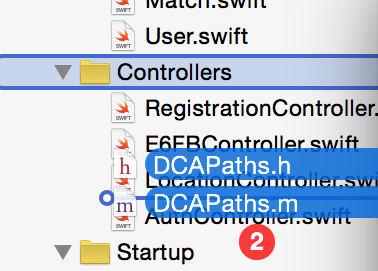 Match.swift
SWIFT
User.swift
SWIFT
Controllers
RegistrationController.
SWIFT
E6FBController.swift
h DCAPaths.h
LocationController.swi
m DCAPaths.m
AuthController.swift
SWIFT
2
Startup